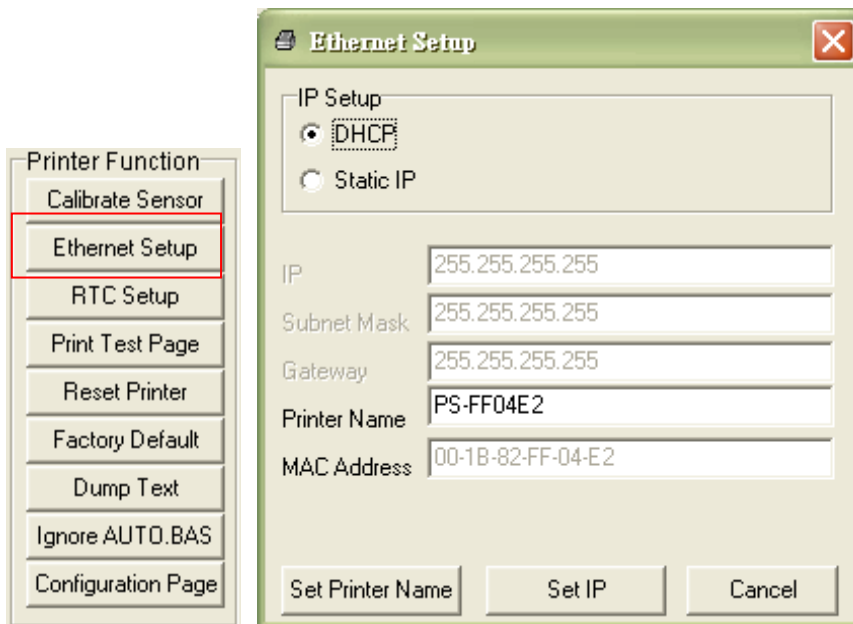 Printer Function
Calibrate Sensor
Ethernet Setup
RTC Setup
Print Test Page
Reset Printer
Factory Default
Dump Text
Ignore AUTO.BAS
Configuration Page
Ethernet Setup
IP Setup
DHCP
Static IP
IP 255.255.255.255
Subnet Mask 255.255.255.255
Gateway 255.255.255.255
Printer Name PS-FF04E2
MAC Address 00-1B-82-FF-04-E2
Set Printer Name Set IP Cancel